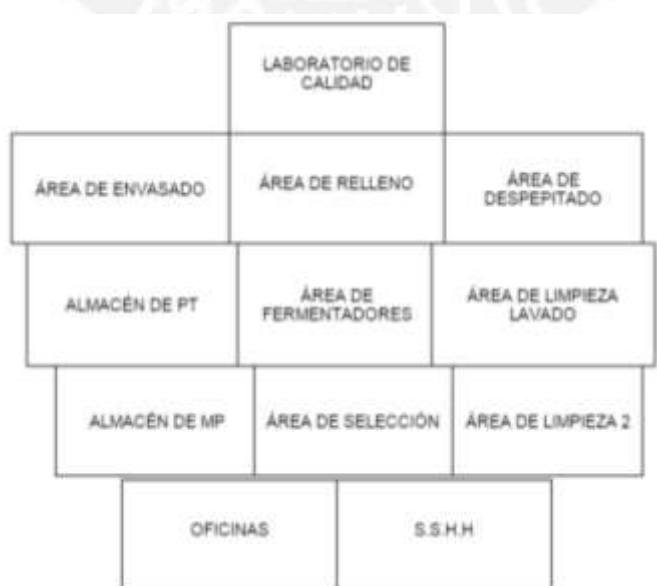 LABORATORIO DE
CALIDAD
ÁREA DE ENVASADO
ÁREA DE RELLENO
ÁREA DE
DESPEPITADO
ALMACÉN DE PT
ÁREA DE
FERMENTADORES
ÁREA DE LIMPIEZA
LAVADO
ALMACÉN DE MP
ÁREA DE SELECCIÓN
ÁREA DE LIMPIEZA 2
OFICINAS
S.S.H.H